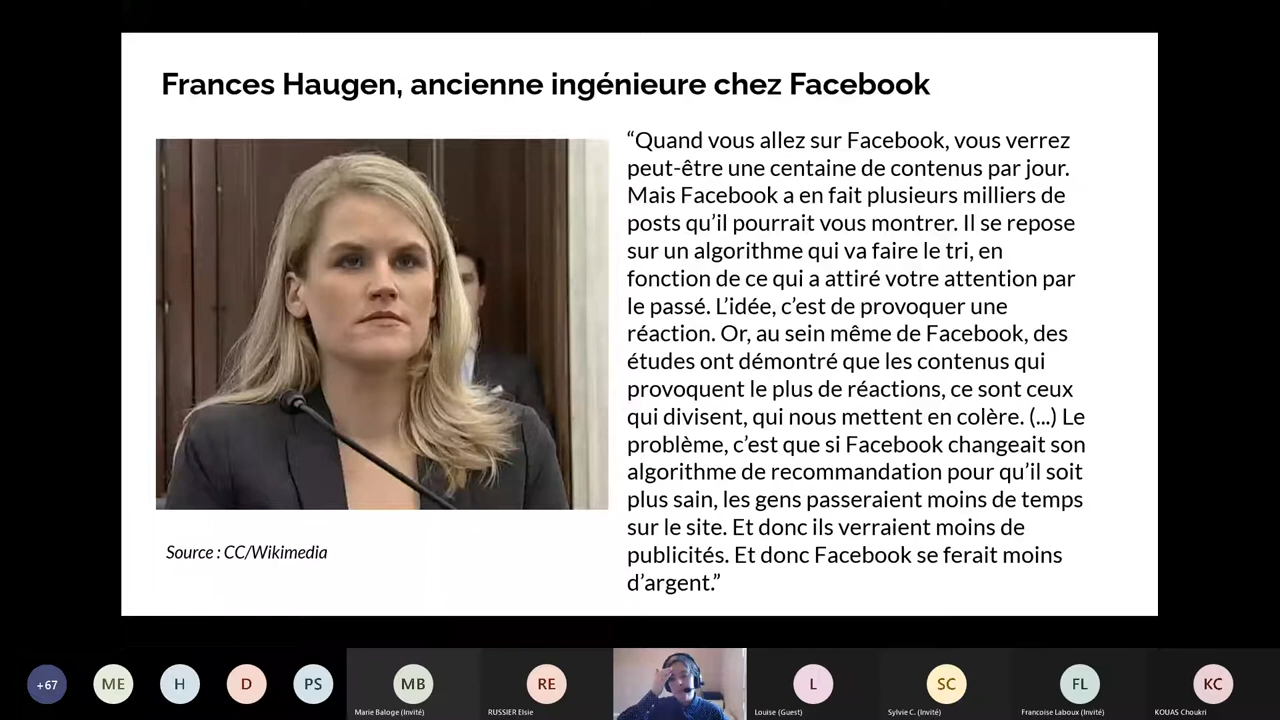 Frances Haugen, ancienne ingénieure chez Facebook
“Quand vous allez sur Facebook, vous verrez
peut-être une centaine de contenus par jour.
Mais Facebook a en fait plusieurs milliers de
posts qu’il pourrait vous montrer. Il se repose
sur un algorithme qui va faire le tri, en
fonction de ce qui a attiré votre attention par
le passé. L’idée, c’est de provoquer une
réaction. Or, au sein même de Facebook, des
études ont démontré que les contenus qui
provoquent le plus de réactions, ce sont ceux
qui divisent, qui nous mettent en colère. (...) Le
problème, c’est que si Facebook changeait son
algorithme de recommandation pour qu’il soit
plus sain, les gens passeraient moins de temps
sur le site. Et donc ils verraient moins de
publicités. Et donc Facebook se ferait moins
d’argent.”
Source : CC/Wikimedia
+67
ME
H
D
PS
MB
RE
L
SC
FL
KC
Marie Baloge (Invité)
RUSSIER Elsie
Louise (Guest)
Sylvie C. (Invité)
Francoise Laboux (Invité)
KOUAS Choukri